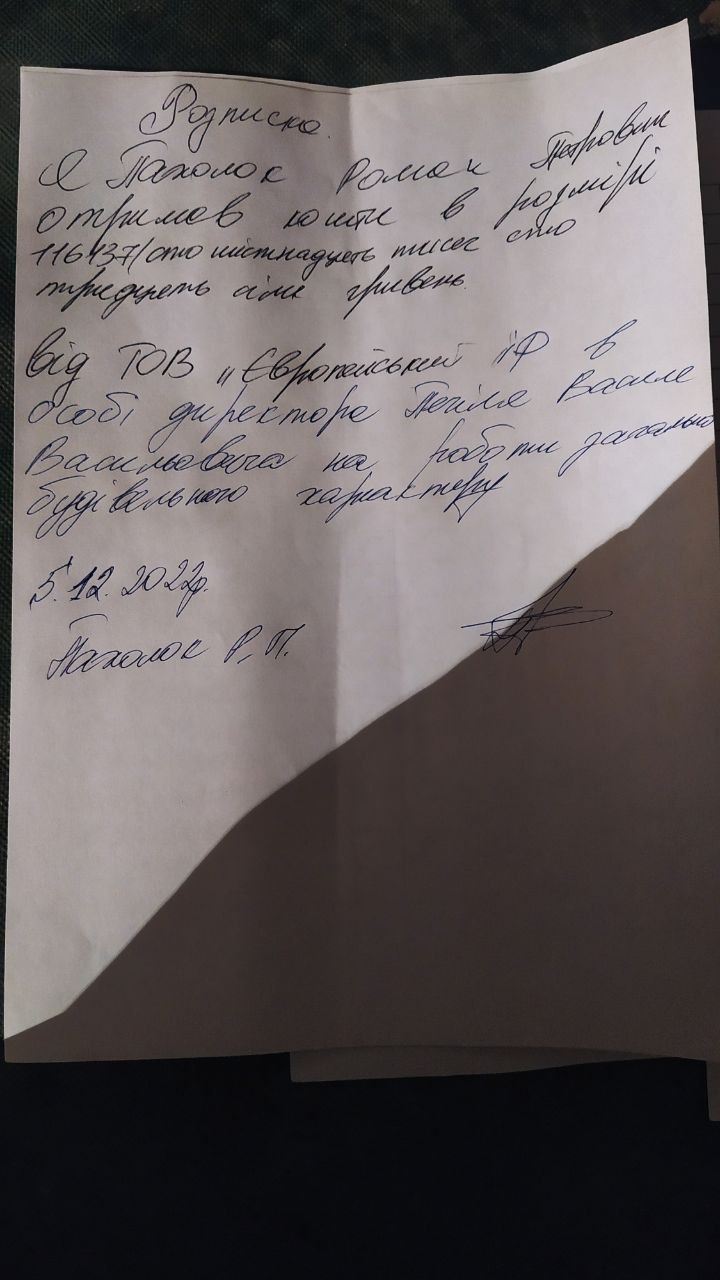 Розписка.
Я Пахолок Роман Петрович
отримав кошти в розмірі
116137/сто шістнадцять тисяч сто
тридцять сім гривень.
від ТОВ "Європейський" ІФ в
особі директора Василя
Васильовича на роботи загально
будівельного характеру
5.12.2022р.
Пахолок Р.П.